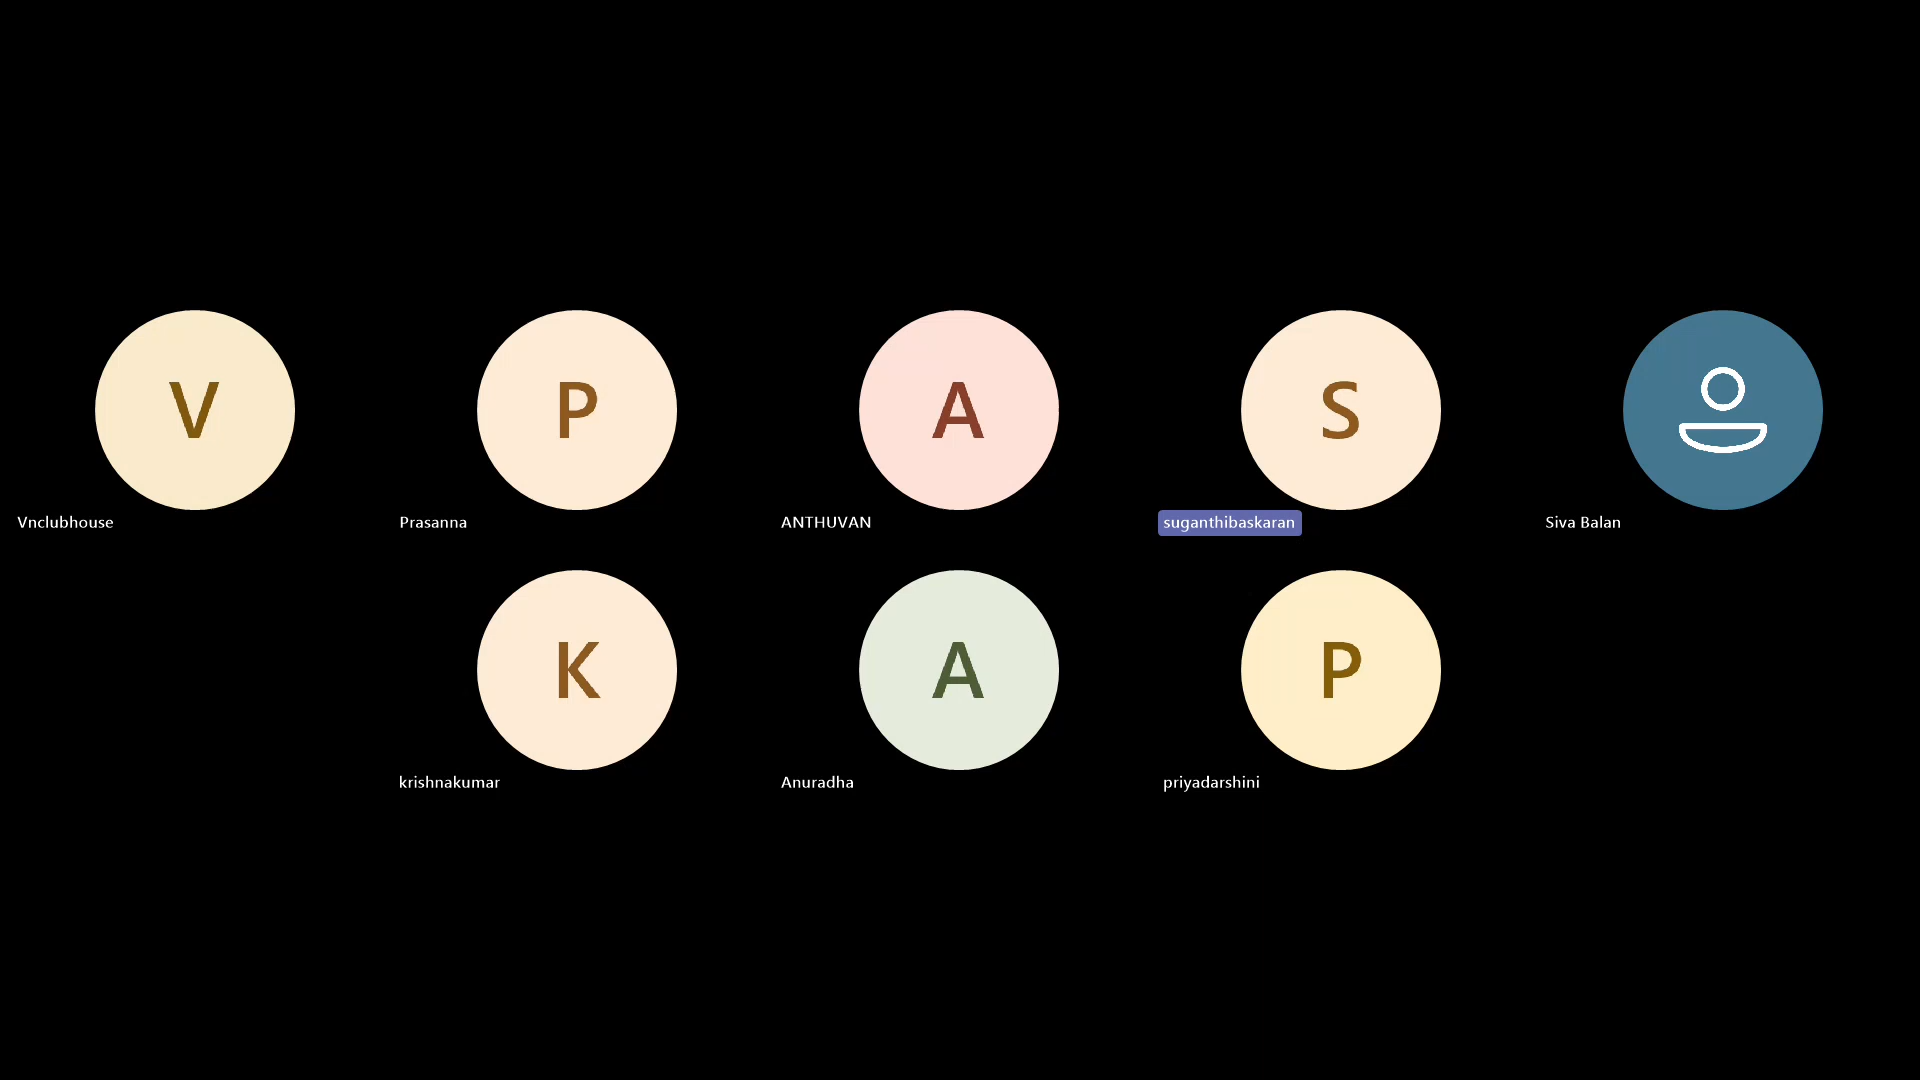 V
P
A
S
Vnclubhouse
Prasanna
ANTHUVAN
suganthibaskaran
Siva Balan
K
A
P
krishnakumar
Anuradha
priyadarshini